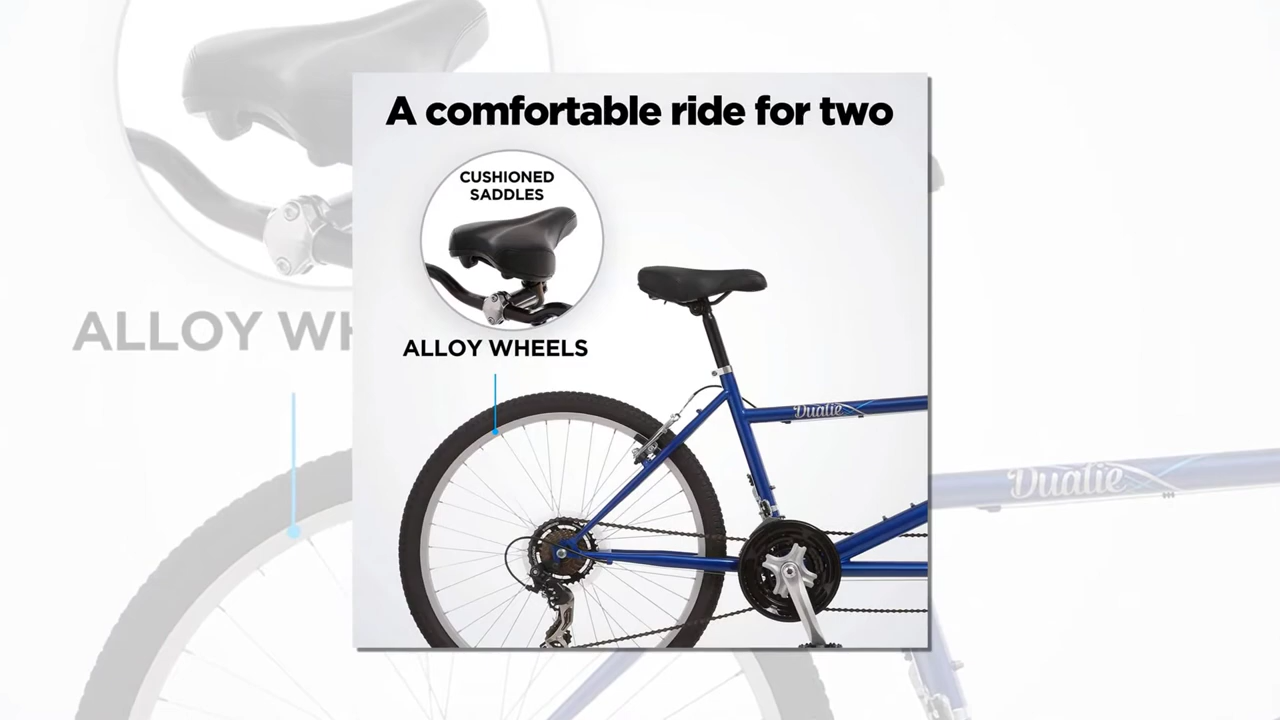 A comfortable ride for two
CUSHIONED
SADDLES
ALLOY WHEELS
Dualie
ALLOY WH
Dualie